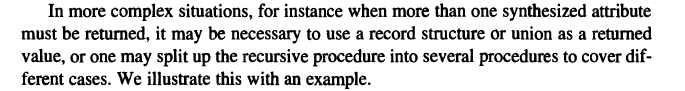 In more complex situations, for instance when more than one synthesized attribute
must be returned, it may be necessary to use a record structure or union as a returned
value, or one may split up the recursive procedure into several procedures to cover dif-
ferent cases. We illustrate this with an example.